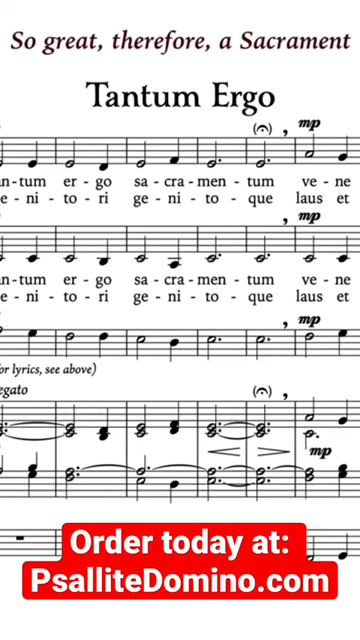 So great, therefore, a Sacrament
Tantum Ergo
mp
n - tum er - go sa - cra - men - tum ve - ne
e - ni - to - ri ge - ni - to - que laus et
mp
n - tum er - go sa - cra - men - tum ve - ne
e - ni - to - ri ge - ni - to - que laus et
mp
or lyrics, see above)
egato
mp
Order today at:
PsalliteDomino.com